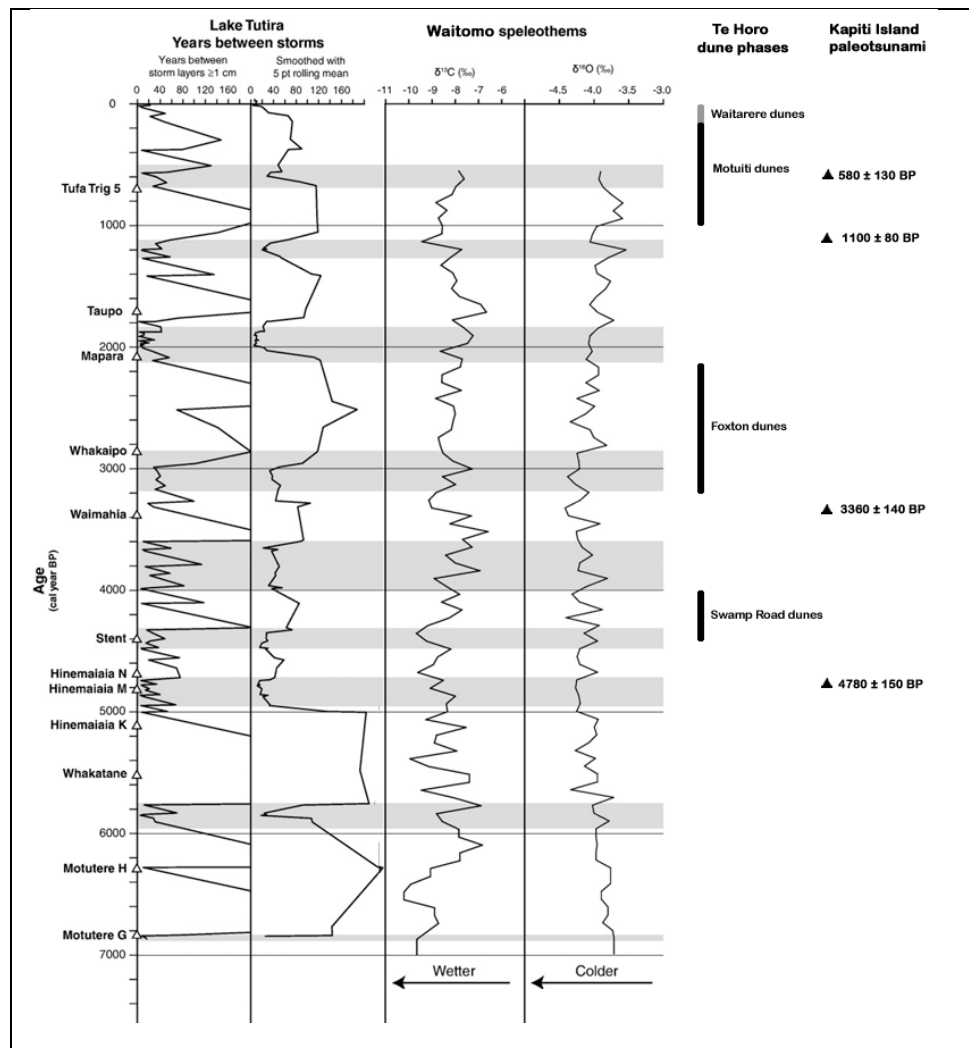 Lake Tutira
Years between storms
Waitomo speleothems
Te Horo
dune phases
Kapiti Island
paleotsunami
Years between
storm layers ≥1 cm
Smoothed with
5 pt rolling mean
δ¹³C (‰)
δ¹⁸O (‰)
0 40 80 120 160 0 40 80 120 160 -11 -10 -9 -8 -7 -6 -4.5 -4.0 -3.5 -3.0
0
Waitarere dunes
Motuiti dunes
580 ± 130 BP
Tufa Trig 5
1000
1100 ± 80 BP
Taupo
2000
Mapara
Foxton dunes
Whakaipo
3000
3360 ± 140 BP
Waimahia
Age
(cal year BP)
4000
Swamp Road dunes
Stent
Hinemaiaia N
4780 ± 150 BP
Hinemaiaia M
5000
Hinemaiaia K
Whakatane
6000
Motutere H
Motutere G
7000
Wetter
Colder